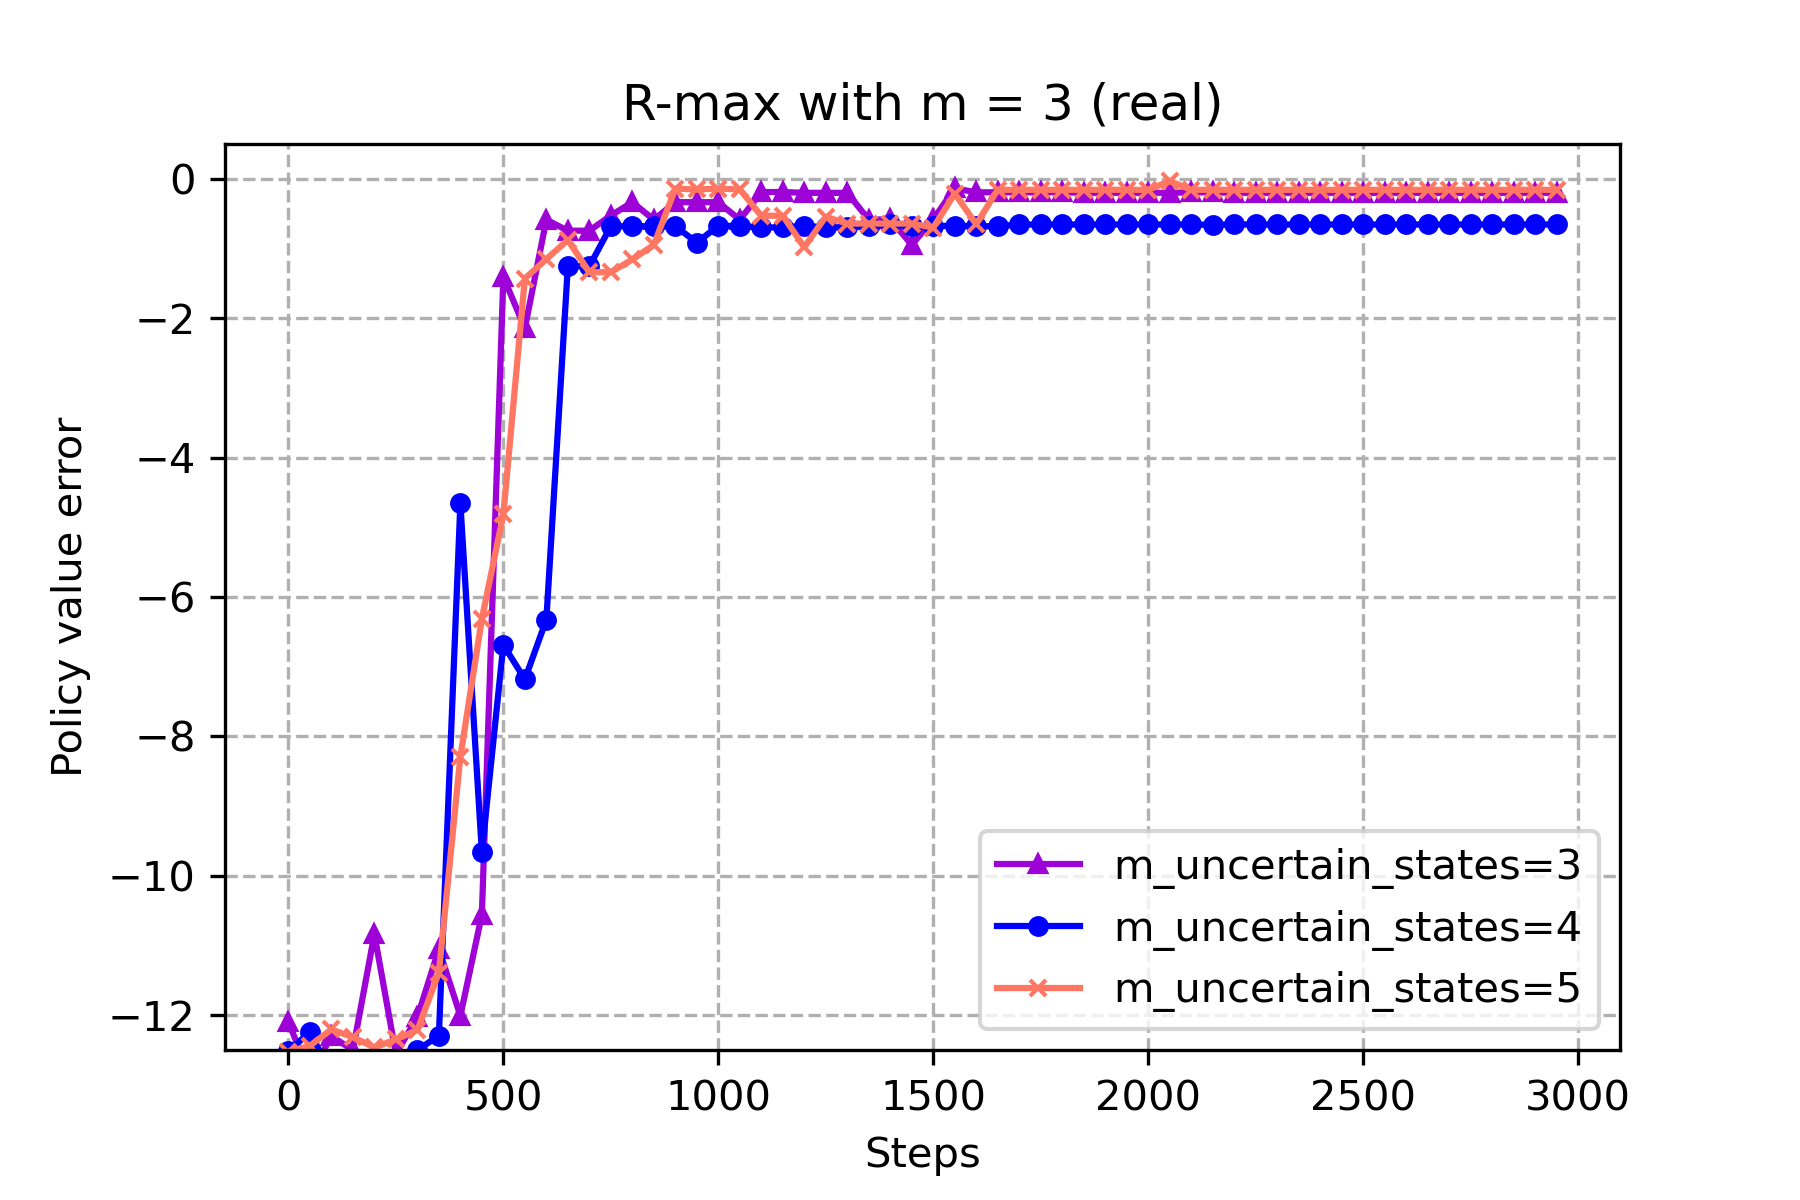 R-max with m = 3 (real)
Policy value error
0
−2
−4
−6
−8
−10
−12
0 500 1000 1500 2000 2500 3000
Steps
m_uncertain_states=3
m_uncertain_states=4
m_uncertain_states=5